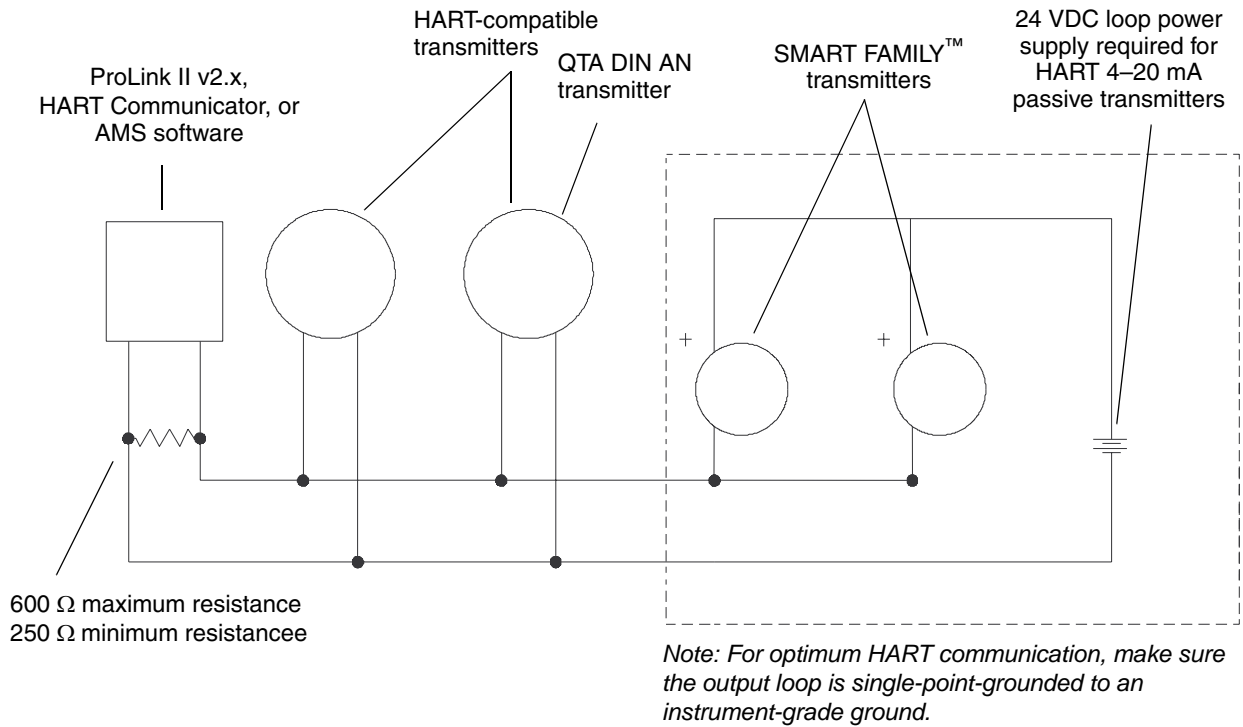 HART-compatible
transmitters
24 VDC loop power
supply required for
HART 4–20 mA
passive transmitters
SMART FAMILY™
transmitters
QTA DIN AN
transmitter
ProLink II v2.x,
HART Communicator, or
AMS software
+
+
600 Ω maximum resistance
250 Ω minimum resistancee
Note: For optimum HART communication, make sure
the output loop is single-point-grounded to an
instrument-grade ground.